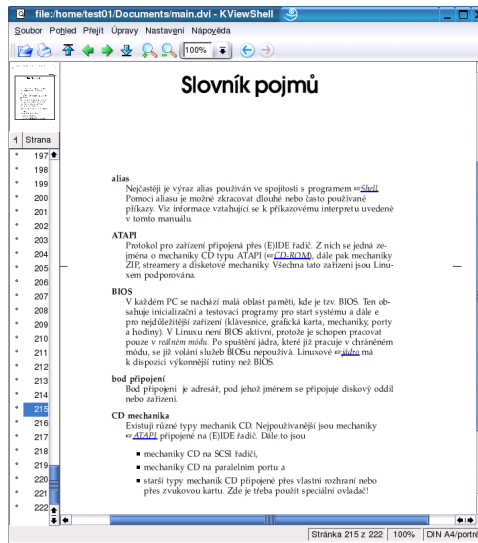 file:/home/test01/Documents/main.dvi - KViewShell
Soubor Pohled Přejít Úpravy Nastavení Nápověda
100%
Strana
197
198
199
200
201
202
203
204
205
206
207
208
209
210
211
212
213
214
215
216
217
218
219
220
221
222
Slovník pojmů
alias
Nejčastěji je výraz alias používán ve spojitosti s programem ☞Shell
Pomocí aliasu je možné zkracovat dlouhé nebo často používané
příkazy. Viz informace vztahující se k příkazovému interpretu uvedené
v tomto manuálu.
ATAPI
Protokol pro zařízení připojená přes (E)IDE řadič. Z nich se jedná ze-
jména o mechaniky CD typu ATAPI (☞CD-ROM), dále pak mechaniky
ZIP, streamery a disketové mechaniky. Všechna tato zařízení jsou Linu-
xem podporována.
BIOS
V každém PC se nachází malá oblast paměti, kde je tzv. BIOS. Ten ob-
sahuje inicializační a testovací programy pro start systému a dále e
pro nejdůležitější zařízení (klávesnice, grafická karta, mechaniky, porty
a hodiny). V Linuxu není BIOS aktivní, protože je schopen pracovat
pouze v reálném módu. Po spuštění jádra, které již pracuje v chráněném
módu, se již volání služeb BIOSu nepoužívá. Linuxové ☞jádro má
k dispozici výkonnější rutiny než BIOS.
bod připojení
Bod připojení je adresář, pod jehož jménem se připojuje diskový oddíl
nebo zařízení.
CD mechanika
Existují různé typy mechanik CD. Nejpoužívanější jsou mechaniky
☞ATAPI připojené na (E)IDE řadič. Dále to jsou
■ mechaniky CD na SCSI řadiči,
■ mechaniky CD na paralelním portu a
■ starší typy mechanik CD připojené přes vlastní rozhraní nebo
přes zvukovou kartu. Zde je třeba použít speciální ovladač!
Stránka 215 z 222 100% DIN A4/portré